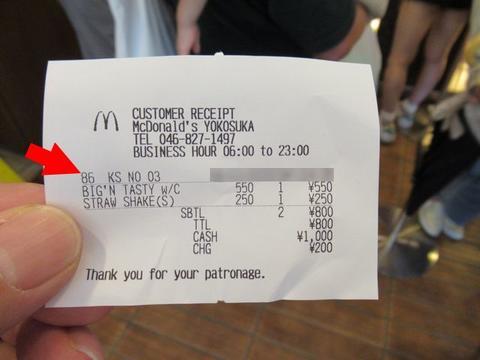 CUSTOMER RECEIPT
McDonald's YOKOSUKA
TEL 046-827-1497
BUSINESS HOUR 06:00 to 23:00
86 KS NO 03
BIG'N TASTY W/C 550 1 ¥550
STRAW SHAKE(S) 250 1 ¥250
SBTL 2 ¥800
TTL ¥800
CASH ¥1,000
CHG ¥200
Thank you for your patronage.